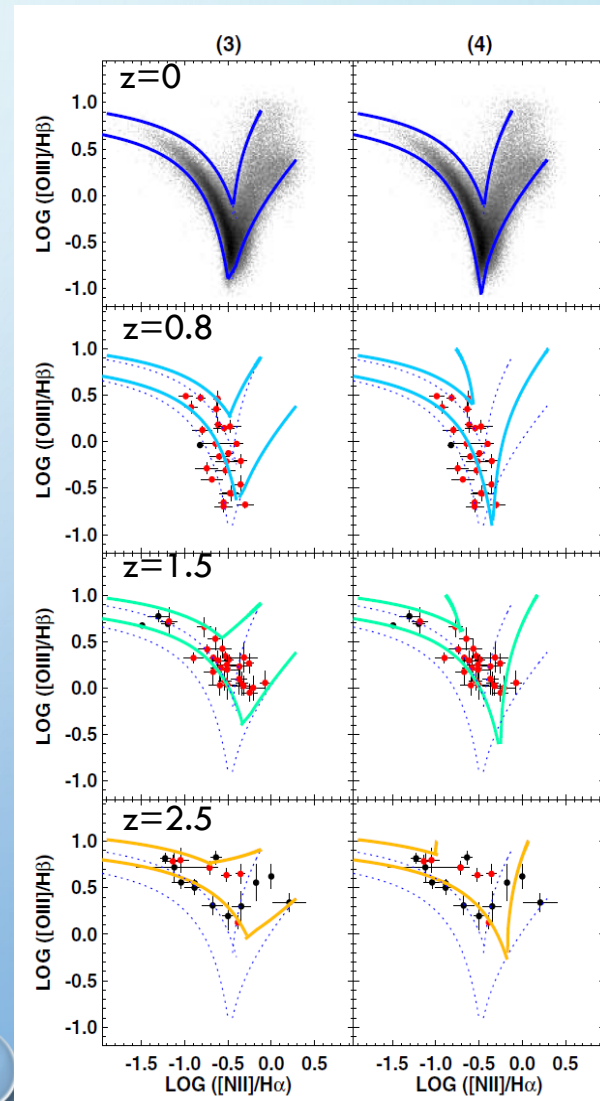 (3) (4)
z=0
LOG ([OIII]/Hβ)
1.0
0.5
0.0
-0.5
-1.0
z=0.8
LOG ([OIII]/Hβ)
1.0
0.5
0.0
-0.5
-1.0
z=1.5
LOG ([OIII]/Hβ)
1.0
0.5
0.0
-0.5
-1.0
z=2.5
LOG ([OIII]/Hβ)
1.0
0.5
0.0
-0.5
-1.0
-1.5 -1.0 -0.5 0.0 0.5 -1.5 -1.0 -0.5 0.0 0.5
LOG ([NII]/Hα) LOG ([NII]/Hα)